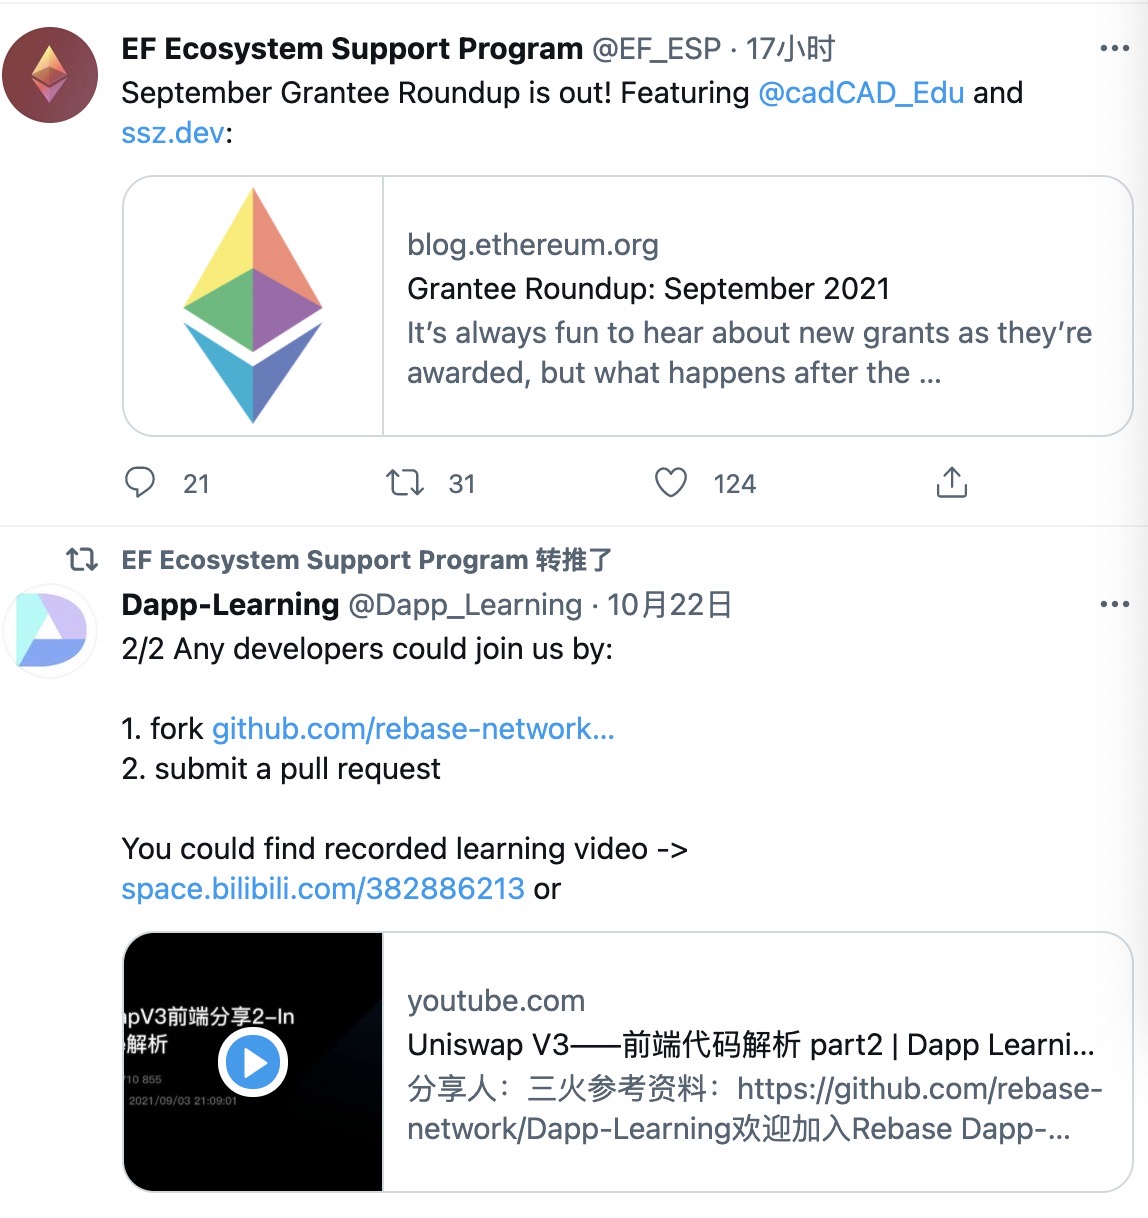 EF Ecosystem Support Program @EF_ESP · 17小时
September Grantee Roundup is out! Featuring @cadCAD_Edu and
ssz.dev:
blog.ethereum.org
Grantee Roundup: September 2021
It’s always fun to hear about new grants as they’re
awarded, but what happens after the ...
21 31 124
EF Ecosystem Support Program 转推了
Dapp-Learning @Dapp_Learning · 10月22日
2/2 Any developers could join us by:
1. fork github.com/rebase-network...
2. submit a pull request
You could find recorded learning video ->
space.bilibili.com/382886213 or
pV3前端分享2–In
解析
/10 855
2021/09/03 21:09:01
youtube.com
Uniswap V3——前端代码解析 part2 | Dapp Learni...
分享人：三火参考资料：https://github.com/rebase-
network/Dapp-Learning欢迎加入Rebase Dapp-...